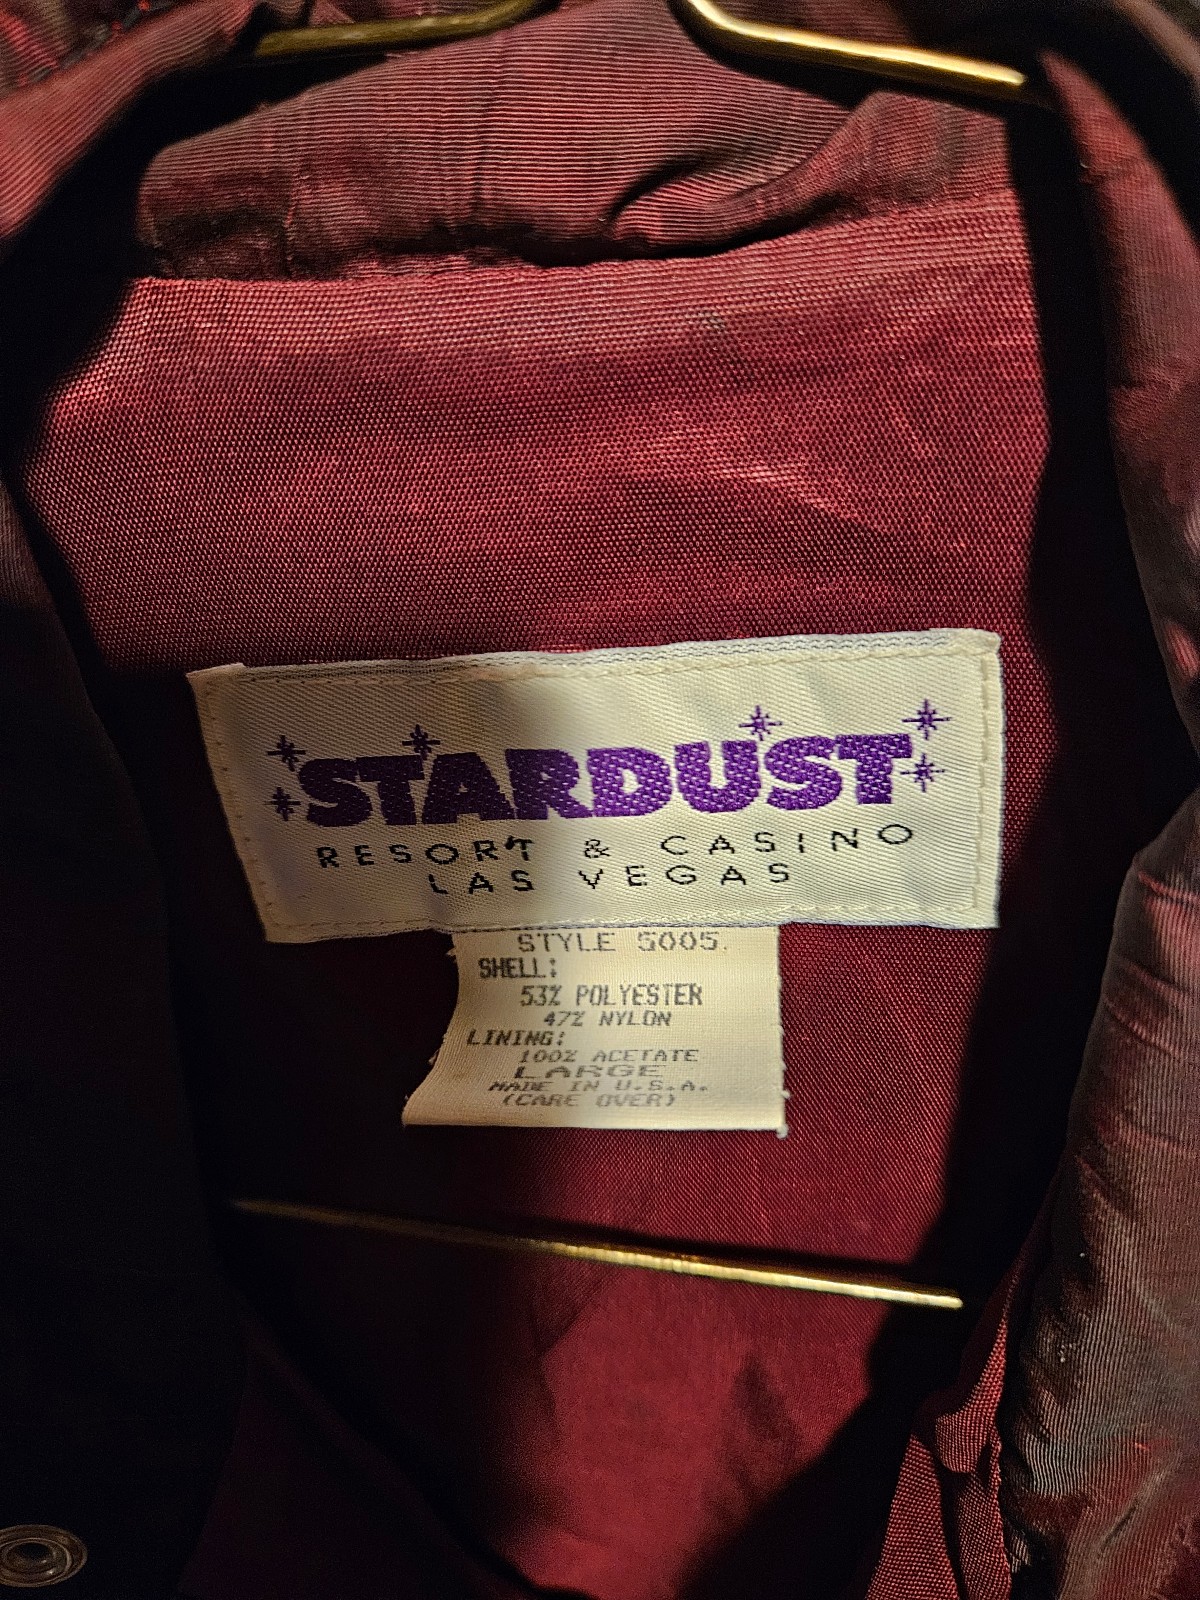 STARDUST
RESORT & CASINO
LAS VEGAS
STYLE 5005.
SHELL:
53% POLYESTER
47% NYLON
LINING:
100% ACETATE
LARGE
MADE IN U.S.A.
(CARE OVER)